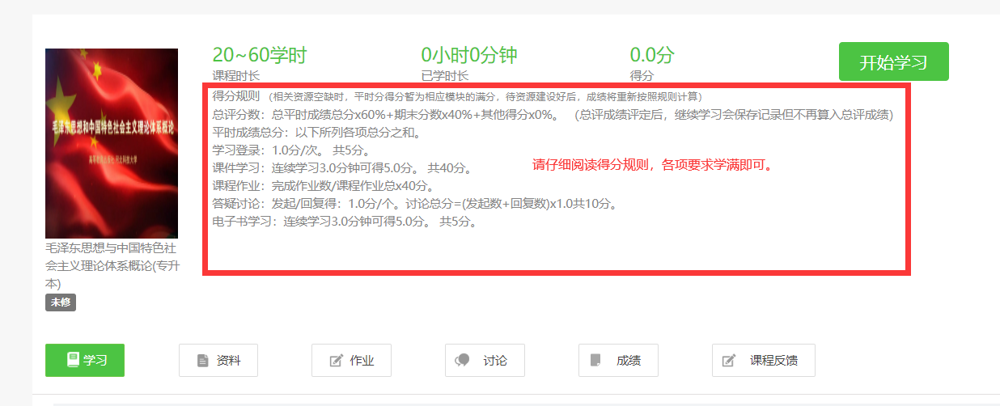 20~60学时
0小时0分钟
0.0分
开始学习
课程时长
已学时长
得分
得分规则 （相关资源空缺时，平时分得分暂为相应模块的满分，待资源建设好后，成绩将重新按照规则计算）
总评分数：总平时成绩总分x60%+期末分数x40%+其他得分x0%。 （总评成绩评定后，继续学习会保存记录但不再算入总评成绩）
平时成绩总分：以下所列各项总分之和。
学习登录：1.0分/次。 共5分。
课件学习：连续学习3.0分钟可得5.0分。 共40分。
请仔细阅读得分规则，各项要求学满即可。
课程作业：完成作业数/课程作业总x40分。
答疑讨论：发起/回复得：1.0分/个。讨论总分=(发起数+回复数)x1.0共10分。
电子书学习：连续学习3.0分钟可得5.0分。 共5分。
毛泽东思想和中国特色社会主义理论体系概论
高等教育出版社 河北科技大学
毛泽东思想与中国特色社
会主义理论体系概论(专升
本)
未修
学习
资料
作业
讨论
成绩
课程反馈